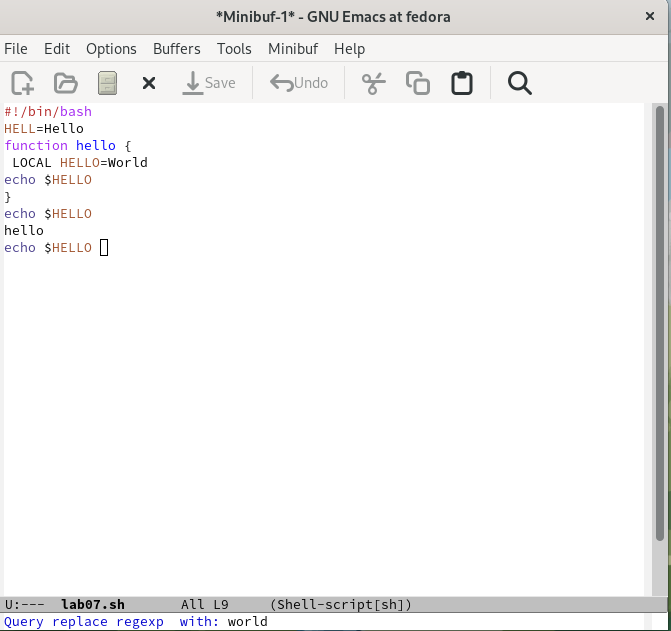 *Minibuf-1* - GNU Emacs at fedora
File Edit Options Buffers Tools Minibuf Help
Save Undo
#!/bin/bash
HELL=Hello
function hello {
 LOCAL HELLO=World
echo $HELLO
}
echo $HELLO
hello
echo $HELLO
U:--- lab07.sh All L9 (Shell-script[sh])
Query replace regexp  with: world